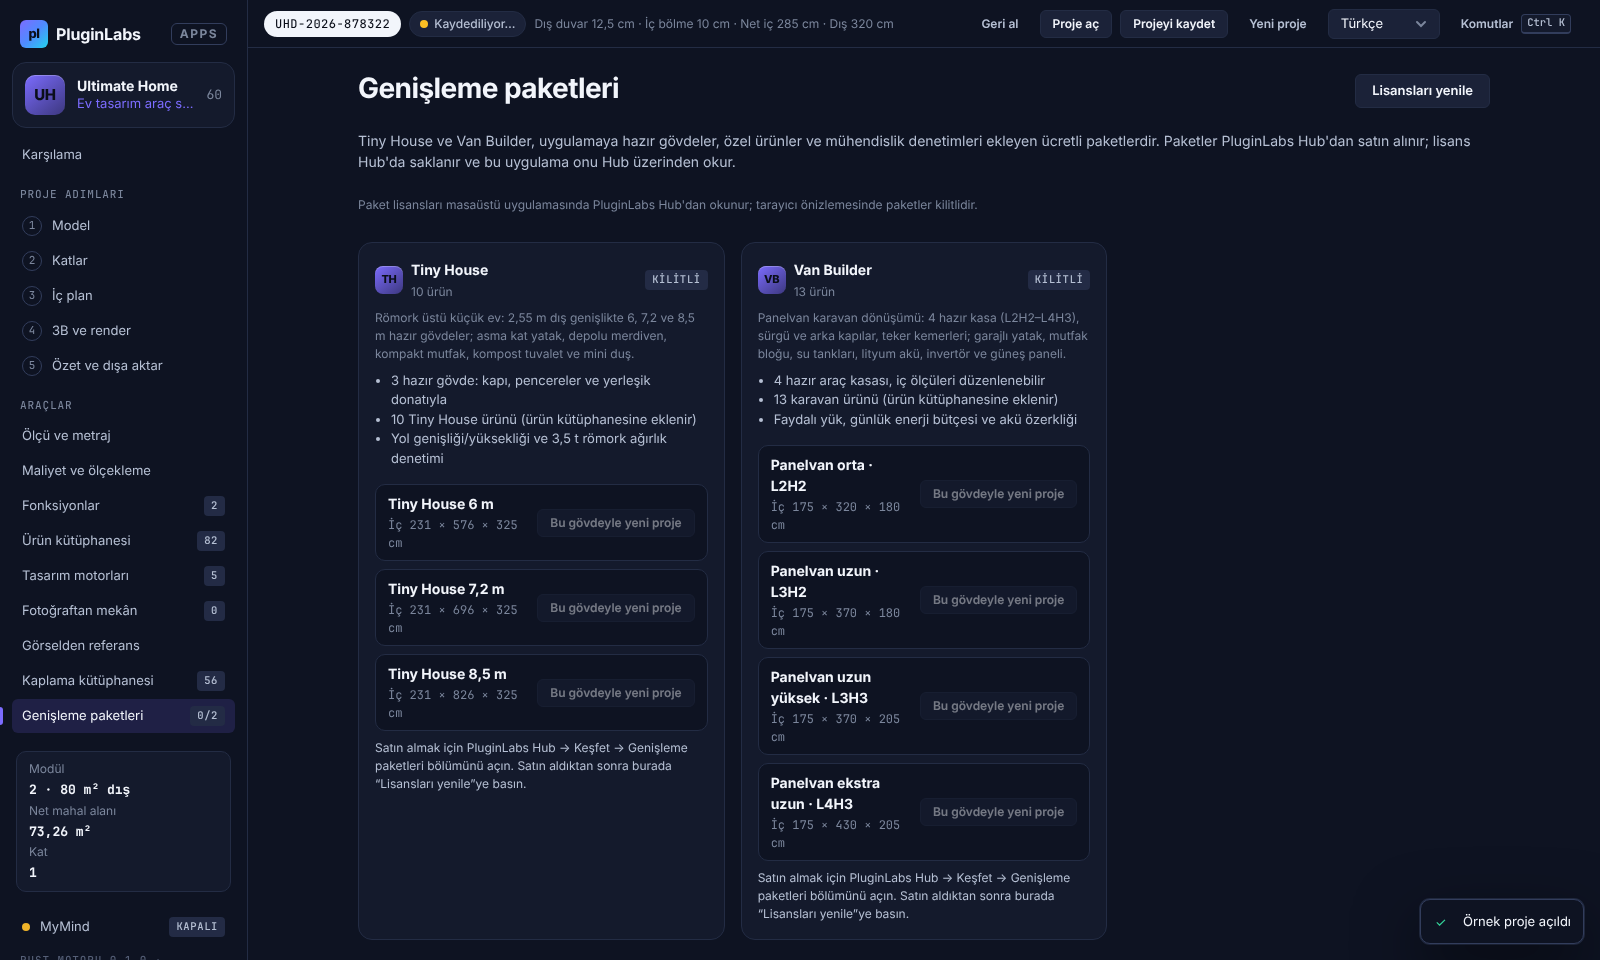 pl PluginLabs APPS
UH Ultimate Home
Ev tasarım araç s...
60
Karşılama
PROJE ADIMLARI
1 Model
2 Katlar
3 İç plan
4 3B ve render
5 Özet ve dışa aktar
ARAÇLAR
Ölçü ve metraj
Maliyet ve ölçekleme
Fonksiyonlar 2
Ürün kütüphanesi 82
Tasarım motorları 5
Fotoğraftan mekân 0
Görselden referans
Kaplama kütüphanesi 56
Genişleme paketleri 0/2
Modül
2 · 80 m² dış
Net mahal alanı
73,26 m²
Kat
1
MyMind KAPALI
UHD-2026-878322 Kaydediliyor... Dış duvar 12,5 cm · İç bölme 10 cm · Net iç 285 cm · Dış 320 cm Geri al Proje aç Projeyi kaydet Yeni proje Türkçe Komutlar Ctrl K
Genişleme paketleri
Lisansları yenile
Tiny House ve Van Builder, uygulamaya hazır gövdeler, özel ürünler ve mühendislik denetimleri ekleyen ücretli paketlerdir. Paketler PluginLabs Hub'dan satın alınır; lisans
Hub'da saklanır ve bu uygulama onu Hub üzerinden okur.
Paket lisansları masaüstü uygulamasında PluginLabs Hub'dan okunur; tarayıcı önizlemesinde paketler kilitlidir.
TH Tiny House
10 ürün
KİLİTLİ
Römork üstü küçük ev: 2,55 m dış genişlikte 6, 7,2 ve 8,5
m hazır gövdeler; asma kat yatak, depolu merdiven,
kompakt mutfak, kompost tuvalet ve mini duş.
• 3 hazır gövde: kapı, pencereler ve yerleşik
donatıyla
• 10 Tiny House ürünü (ürün kütüphanesine eklenir)
• Yol genişliği/yüksekliği ve 3,5 t römork ağırlık
denetimi
Tiny House 6 m
İç 231 × 576 × 325
cm
Bu gövdeyle yeni proje
Tiny House 7,2 m
İç 231 × 696 × 325
cm
Bu gövdeyle yeni proje
Tiny House 8,5 m
İç 231 × 826 × 325
cm
Bu gövdeyle yeni proje
Satın almak için PluginLabs Hub → Keşfet → Genişleme
paketleri bölümünü açın. Satın aldıktan sonra burada
“Lisansları yenile”ye basın.
VB Van Builder
13 ürün
KİLİTLİ
Panelvan karavan dönüşümü: 4 hazır kasa (L2H2–L4H3),
sürgü ve arka kapılar, teker kemerleri; garajlı yatak, mutfak
bloğu, su tankları, lityum akü, invertör ve güneş paneli.
• 4 hazır araç kasası, iç ölçüleri düzenlenebilir
• 13 karavan ürünü (ürün kütüphanesine eklenir)
• Faydalı yük, günlük enerji bütçesi ve akü özerkliği
Panelvan orta ·
L2H2
İç 175 × 320 × 180
cm
Bu gövdeyle yeni proje
Panelvan uzun ·
L3H2
İç 175 × 370 × 180
cm
Bu gövdeyle yeni proje
Panelvan uzun
yüksek · L3H3
İç 175 × 370 × 205
cm
Bu gövdeyle yeni proje
Panelvan ekstra
uzun · L4H3
İç 175 × 430 × 205
cm
Bu gövdeyle yeni proje
Satın almak için PluginLabs Hub → Keşfet → Genişleme
paketleri bölümünü açın. Satın aldıktan sonra burada
“Lisansları yenile”ye basın.
✓ Örnek proje açıldı